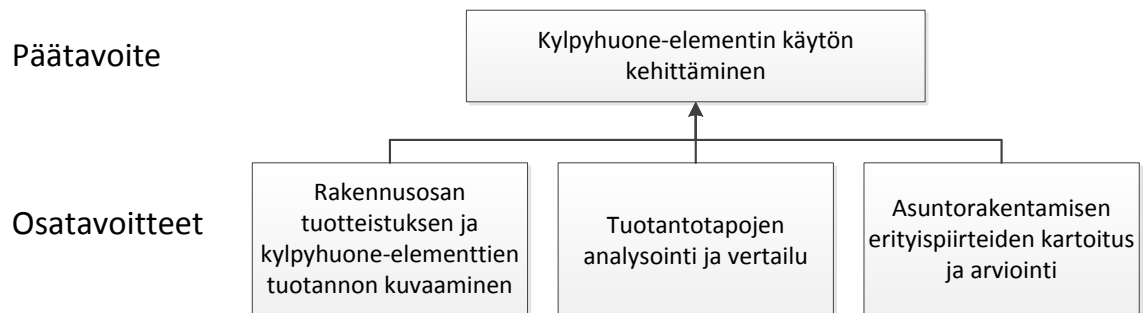 Päätavoite
Kylpyhuone-elementin käytön
kehittäminen
Osatavoitteet
Rakennusosan
tuotteistuksen ja
kylpyhuone-elementtien
tuotannon kuvaaminen
Tuotantotapojen
analysointi ja vertailu
Asuntorakentamisen
erityispiirteiden kartoitus
ja arviointi